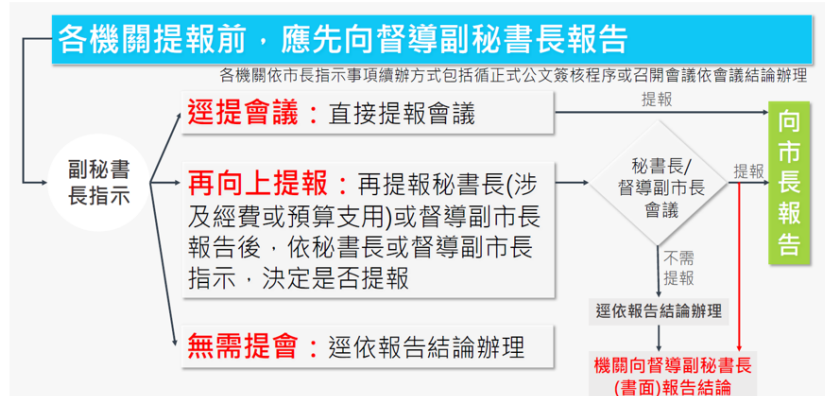 各機關提報前，應先向督導副秘書長報告
各機關依市長指示事項續辦方式包括循正式公文簽核程序或召開會議依會議結論辦理
逕提會議：直接提報會議
提報
向市長報告
副秘書
長指示
再向上提報：再提報秘書長(涉
及經費或預算支用)或督導副市長
報告後，依秘書長或督導副市長
指示，決定是否提報
秘書長/
督導副市長
會議
提報
不需
提報
逕依報告結論辦理
無需提會：逕依報告結論辦理
機關向督導副秘書長
(書面)報告結論